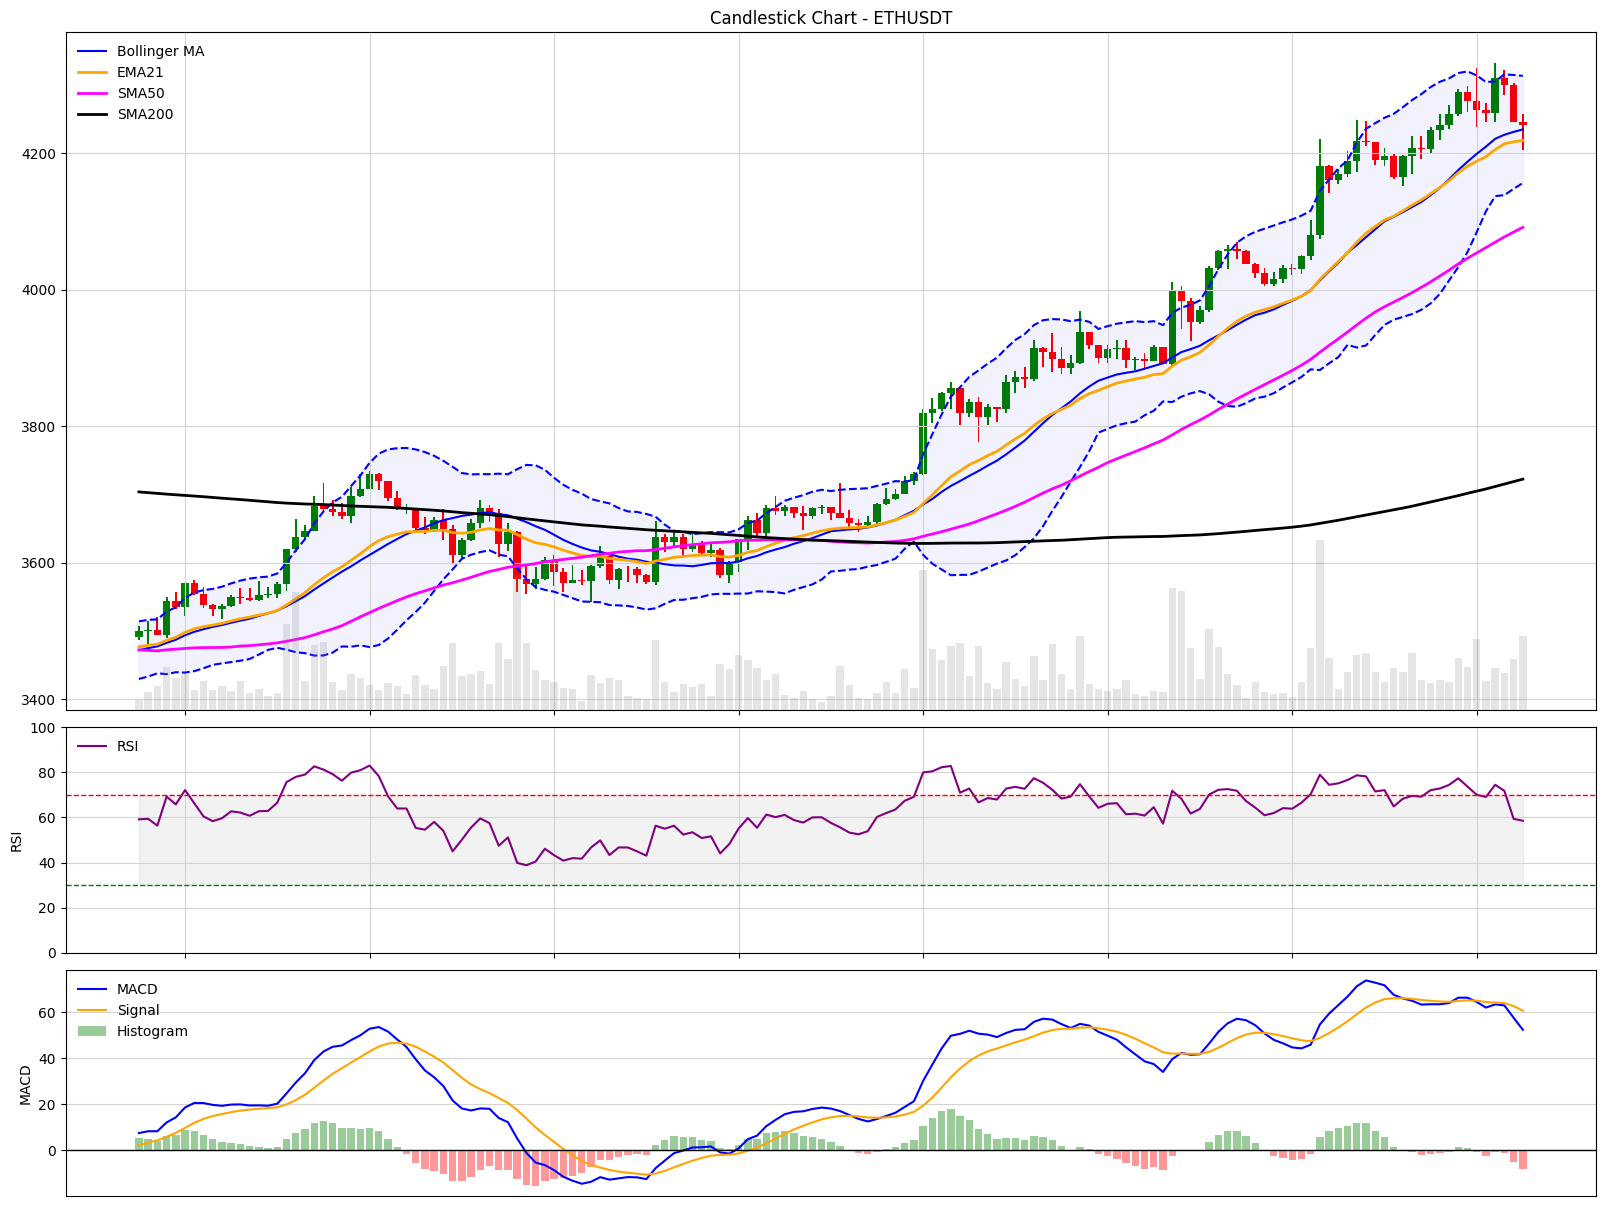 Candlestick Chart - ETHUSDT
Bollinger MA
EMA21
SMA50
SMA200
4200
4000
3800
3600
3400
100
RSI
80
60
40
20
0
RSI
MACD
Signal
Histogram
60
40
20
0
MACD